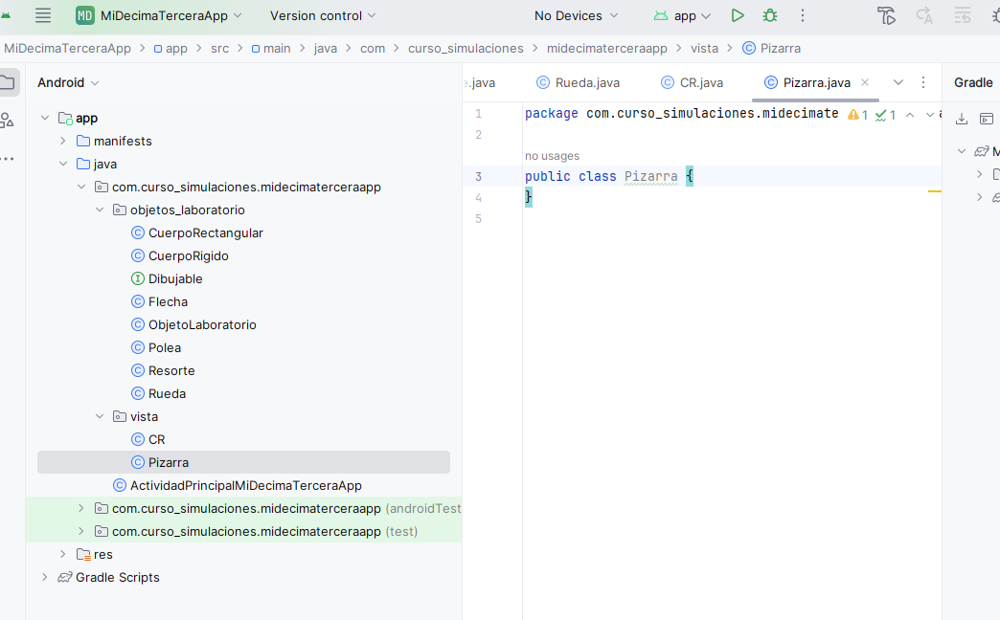 MD MiDecimaTerceraApp Version control No Devices app
MiDecimaTerceraApp app src main java com curso_simulaciones midecimaterceraapp vista Pizarra
Android
e.java Rueda.java CR.java Pizarra.java Gradle
app
manifests
java
com.curso_simulaciones.midecimaterceraapp
objetos_laboratorio
CuerpoRectangular
CuerpoRigido
Dibujable
Flecha
ObjetoLaboratorio
Polea
Resorte
Rueda
vista
CR
Pizarra
ActividadPrincipalMiDecimaTerceraApp
com.curso_simulaciones.midecimaterceraapp (androidTest
com.curso_simulaciones.midecimaterceraapp (test)
res
Gradle Scripts
1 package com.curso_simulaciones.midecimate 1 1
2
no usages
3 public class Pizarra {
4 }
5
M